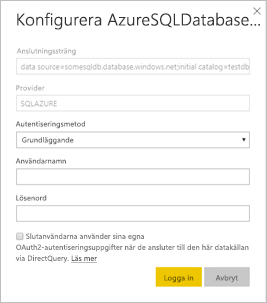 Konfigurera AzureSQLDatabase...
Anslutningssträng
data source=somesqldb.database.windows.net;initial catalog=testdb
Provider
SQLAZURE
Autentiseringsmetod
Grundläggande
Användarnamn
Lösenord
Slutanvändarna använder sina egna
OAuth2-autentiseringsuppgifter när de ansluter till den här datakällan
via DirectQuery. Läs mer
Logga in
Avbryt